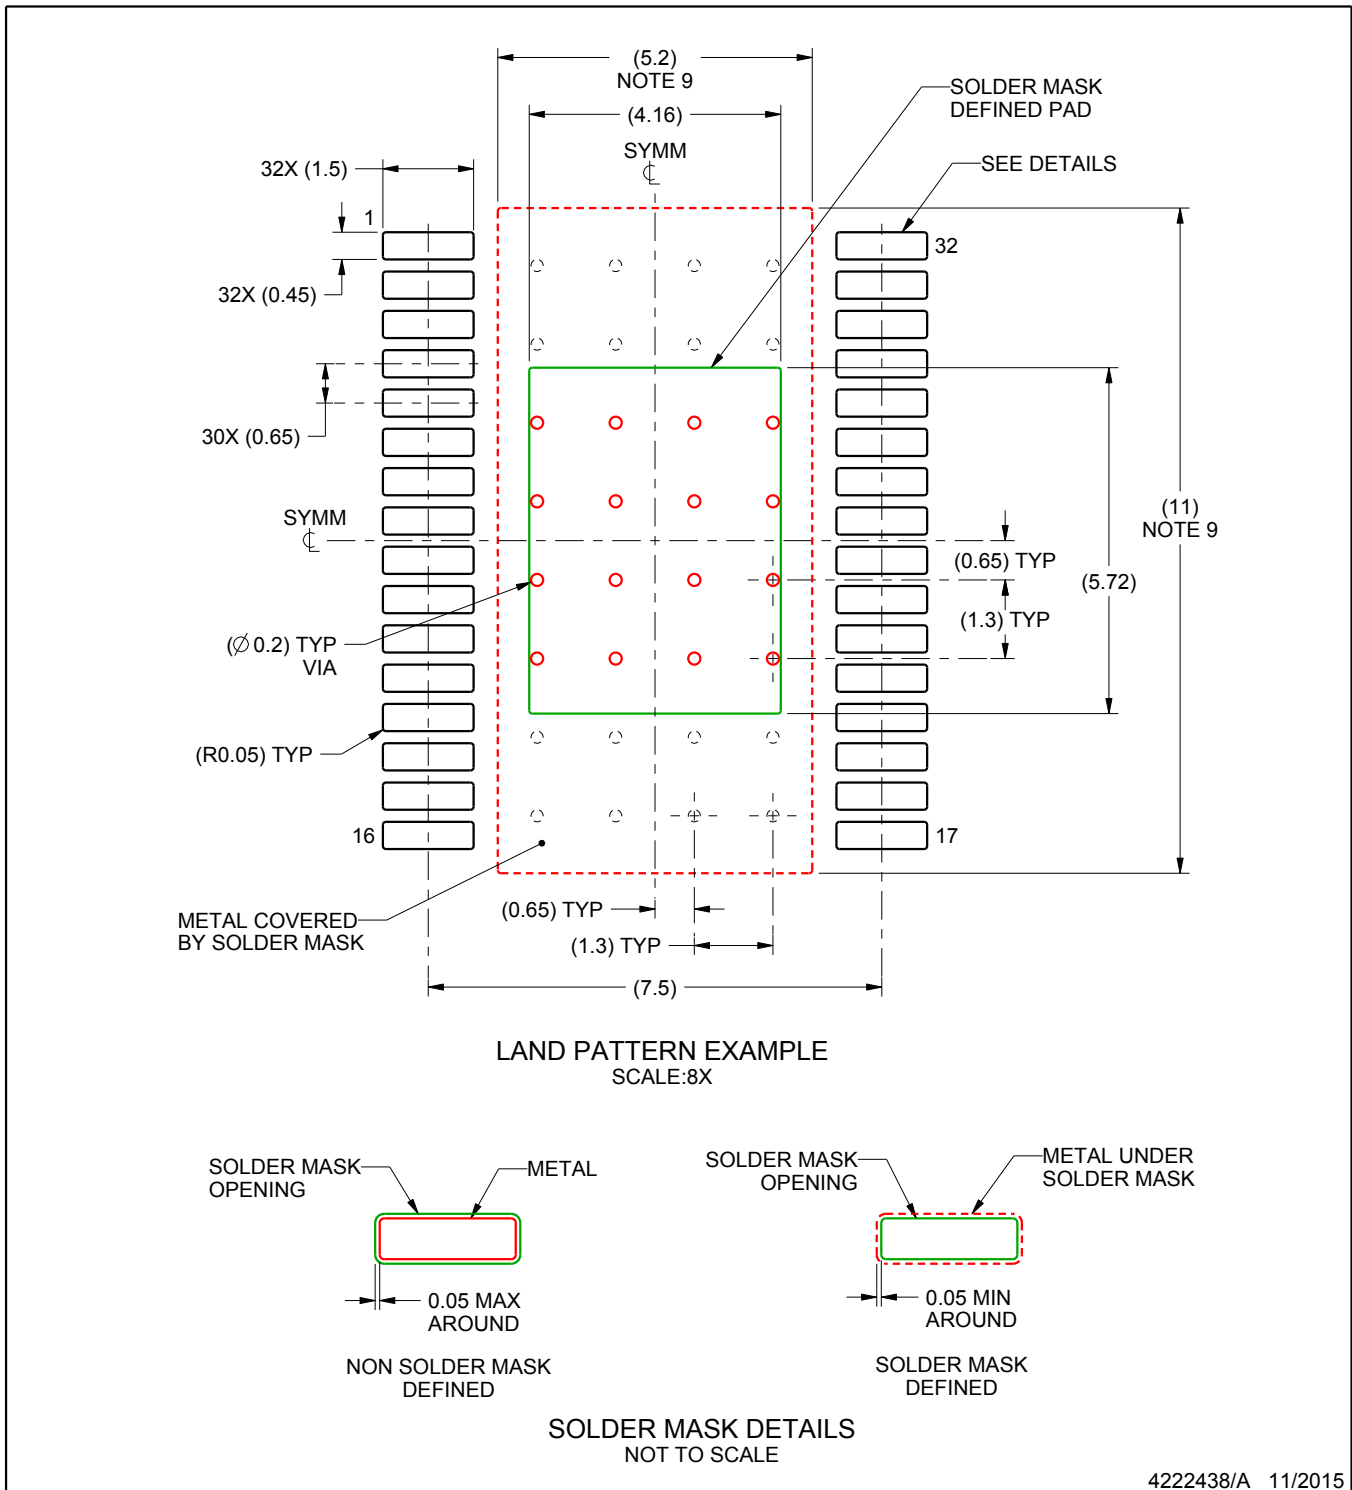 (5.2)
NOTE 9
(4.16)
SYMM
℄
SOLDER MASK
DEFINED PAD
SEE DETAILS
32X (1.5)
1
32
32X (0.45)
30X (0.65)
SYMM
℄
(11)
NOTE 9
(0.65) TYP
(5.72)
(1.3) TYP
(∅ 0.2) TYP
VIA
(R0.05) TYP
16
17
METAL COVERED
BY SOLDER MASK
(0.65) TYP
(1.3) TYP
(7.5)
LAND PATTERN EXAMPLE
SCALE:8X
SOLDER MASK
OPENING
METAL
0.05 MAX
AROUND
NON SOLDER MASK
DEFINED
SOLDER MASK
OPENING
METAL UNDER
SOLDER MASK
0.05 MIN
AROUND
SOLDER MASK
DEFINED
SOLDER MASK DETAILS
NOT TO SCALE
4222438/A 11/2015